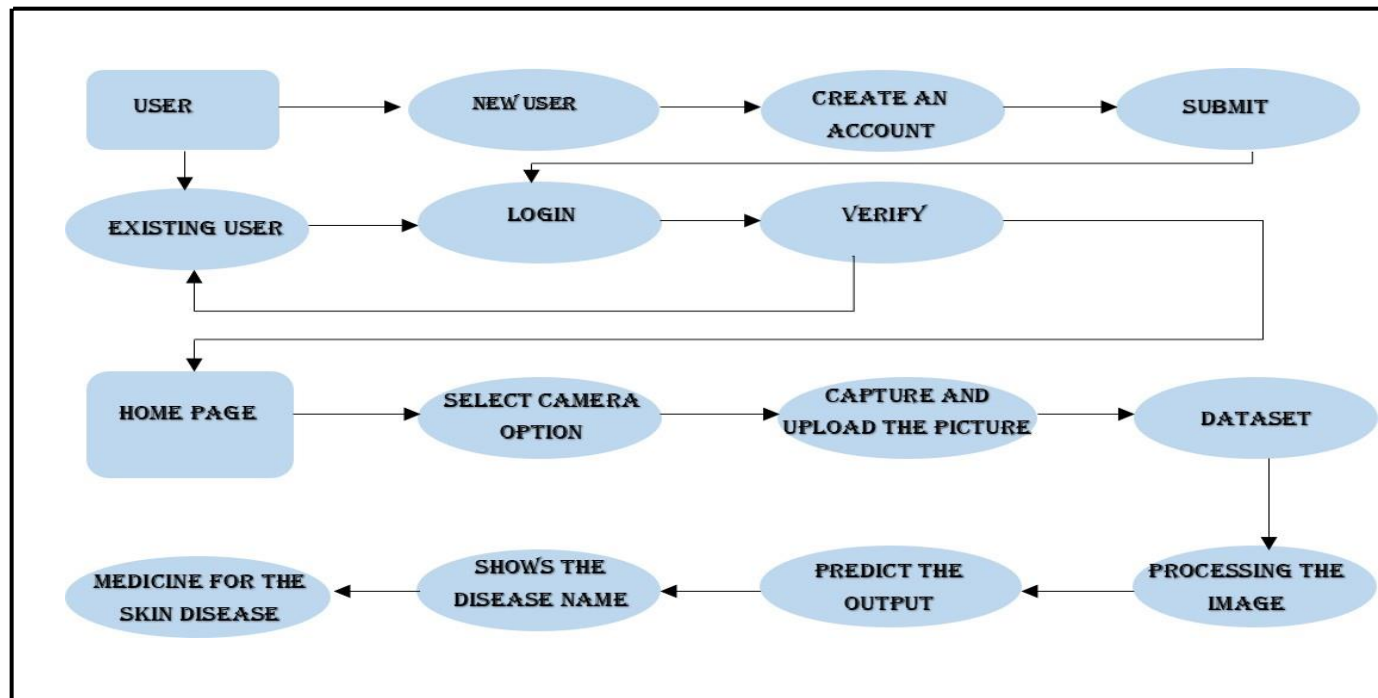 USER
NEW USER
CREATE AN
ACCOUNT
SUBMIT
EXISTING USER
LOGIN
VERIFY
HOME PAGE
SELECT CAMERA
OPTION
CAPTURE AND
UPLOAD THE PICTURE
DATASET
MEDICINE FOR THE
SKIN DISEASE
SHOWS THE
DISEASE NAME
PREDICT THE
OUTPUT
PROCESSING THE
IMAGE